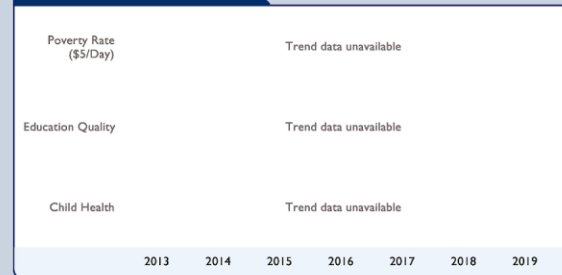 Poverty Rate
($5/Day)
Trend data unavailable
Education Quality
Trend data unavailable
Child Health
Trend data unavailable
2013 2014 2015 2016 2017 2018 2019